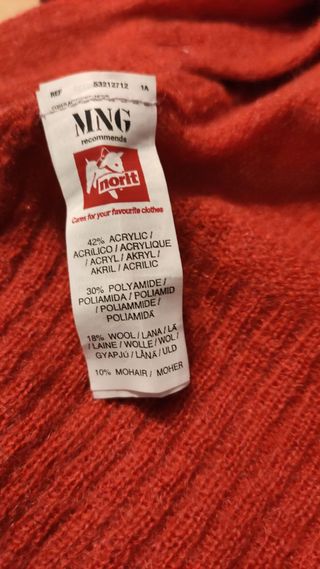 REF 53212712 1A
MNG
recommends
norit
Cares for your favourite clothes
42% ACRYLIC /
ACRILICO / ACRYLIQUE
/ ACRYL / AKRYL /
AKRIL / ACRILIC
30% POLYAMIDE /
POLIAMIDA / POLIAMID
/ POLIAMMIDE /
POLIAMIDĂ
18% WOOL / LANA / LÃ
/ LAINE / WOLLE / WOL /
GYAPJÚ / LÂNĂ / ULD
10% MOHAIR / MOHER